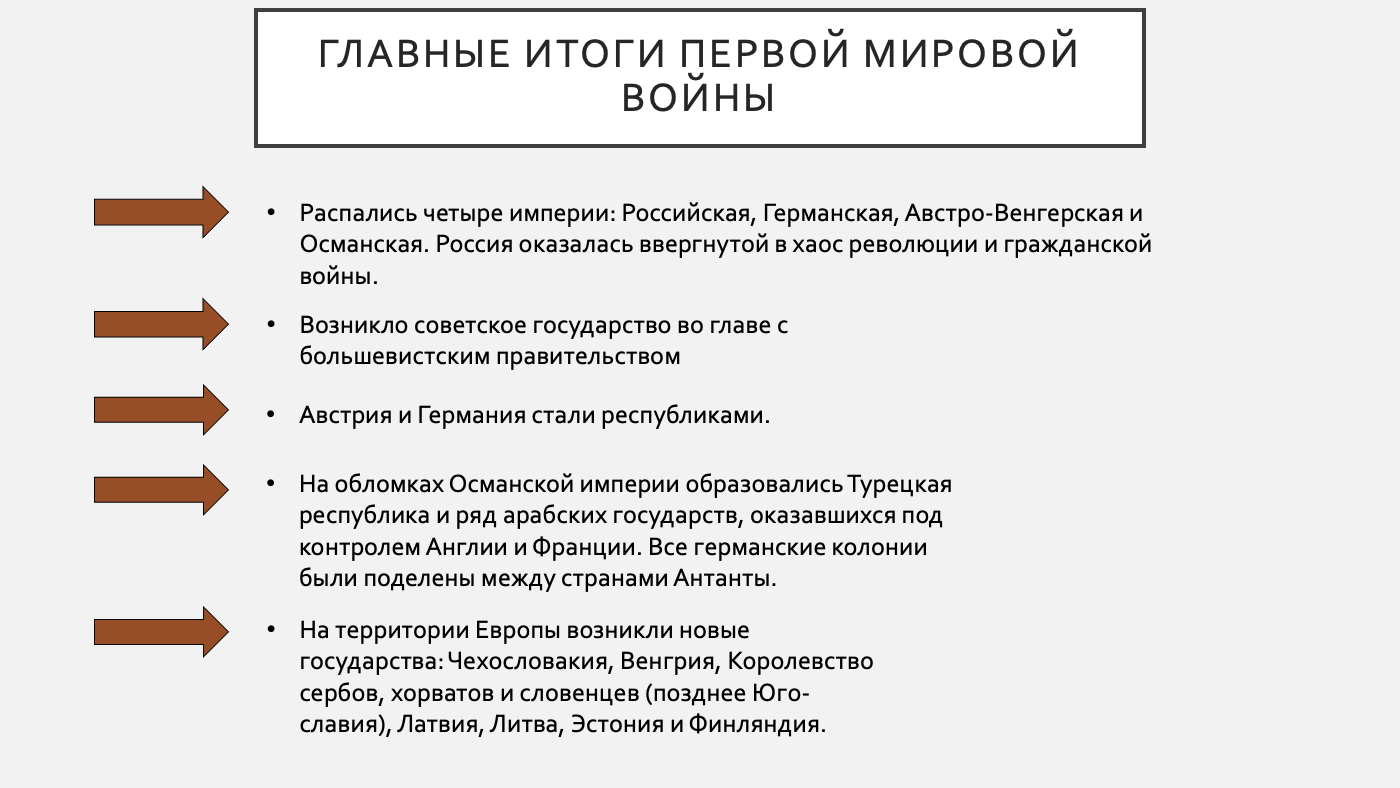 ГЛАВНЫЕ ИТОГИ ПЕРВОЙ МИРОВОЙ
ВОЙНЫ
• Распались четыре империи: Российская, Германская, Австро-Венгерская и
Османская. Россия оказалась ввергнутой в хаос революции и гражданской
войны.
• Возникло советское государство во главе с
большевистским правительством
• Австрия и Германия стали республиками.
• На обломках Османской империи образовались Турецкая
республика и ряд арабских государств, оказавшихся под
контролем Англии и Франции. Все германские колонии
были поделены между странами Антанты.
• На территории Европы возникли новые
государства: Чехословакия, Венгрия, Королевство
сербов, хорватов и словенцев (позднее Юго-
славия), Латвия, Литва, Эстония и Финляндия.